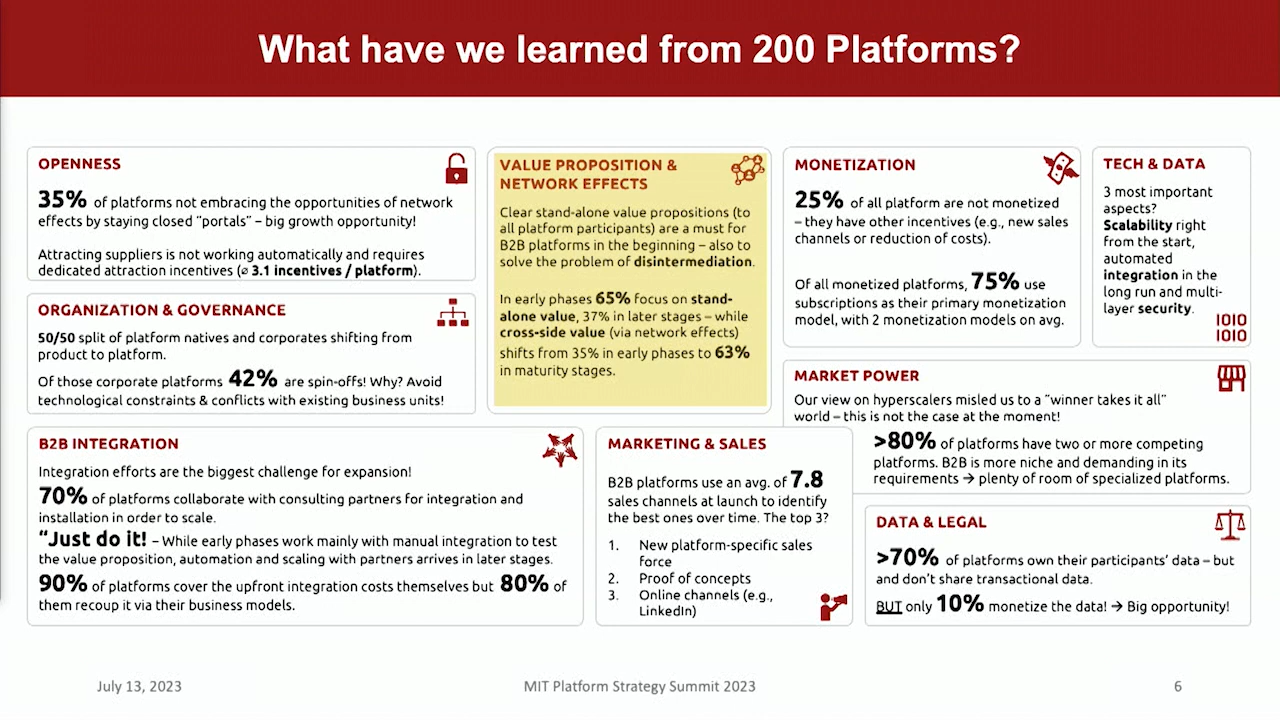 What have we learned from 200 Platforms?
OPENNESS
35% of platforms not embracing the opportunities of network
effects by staying closed “portals” – big growth opportunity!
Attracting suppliers is not working automatically and requires
dedicated attraction incentives (⌀ 3.1 incentives / platform).
ORGANIZATION & GOVERNANCE
50/50 split of platform natives and corporates shifting from
product to platform.
Of those corporate platforms 42% are spin-offs! Why? Avoid
technological constraints & conflicts with existing business units!
VALUE PROPOSITION &
NETWORK EFFECTS
Clear stand-alone value propositions (to
all platform participants) are a must for
B2B platforms in the beginning – also to
solve the problem of disintermediation.
In early phases 65% focus on stand-
alone value, 37% in later stages – while
cross-side value (via network effects)
shifts from 35% in early phases to 63%
in maturity stages.
MONETIZATION
25% of all platform are not monetized
– they have other incentives (e.g., new sales
channels or reduction of costs).
Of all monetized platforms, 75% use
subscriptions as their primary monetization
model, with 2 monetization models on avg.
TECH & DATA
3 most important
aspects?
Scalability right
from the start,
automated
integration in the
long run and multi-
layer security.
IOIO
IOIO
MARKET POWER
Our view on hyperscalers misled us to a “winner takes it all”
world – this is not the case at the moment!
>80% of platforms have two or more competing
platforms. B2B is more niche and demanding in its
requirements → plenty of room of specialized platforms.
B2B INTEGRATION
Integration efforts are the biggest challenge for expansion!
70% of platforms collaborate with consulting partners for integration and
installation in order to scale.
“Just do it! – While early phases work mainly with manual integration to test
the value proposition, automation and scaling with partners arrives in later stages.
90% of platforms cover the upfront integration costs themselves but 80% of
them recoup it via their business models.
MARKETING & SALES
B2B platforms use an avg. of 7.8
sales channels at launch to identify
the best ones over time. The top 3?
1. New platform-specific sales
force
2. Proof of concepts
3. Online channels (e.g.,
LinkedIn)
DATA & LEGAL
>70% of platforms own their participants’ data – but
and don’t share transactional data.
BUT only 10% monetize the data! → Big opportunity!
July 13, 2023
MIT Platform Strategy Summit 2023
6